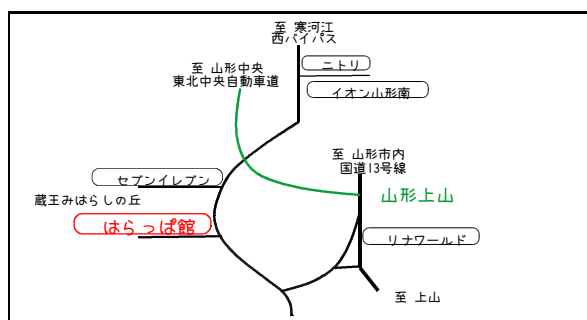 至 寒河江
西バイパス
ニトリ
至 山形中央
東北中央自動車道
イオン山形南
至 山形市内
国道13号線
セブンイレブン
山形上山
蔵王みはらしの丘
はらっぱ館
リナワールド
至 上山